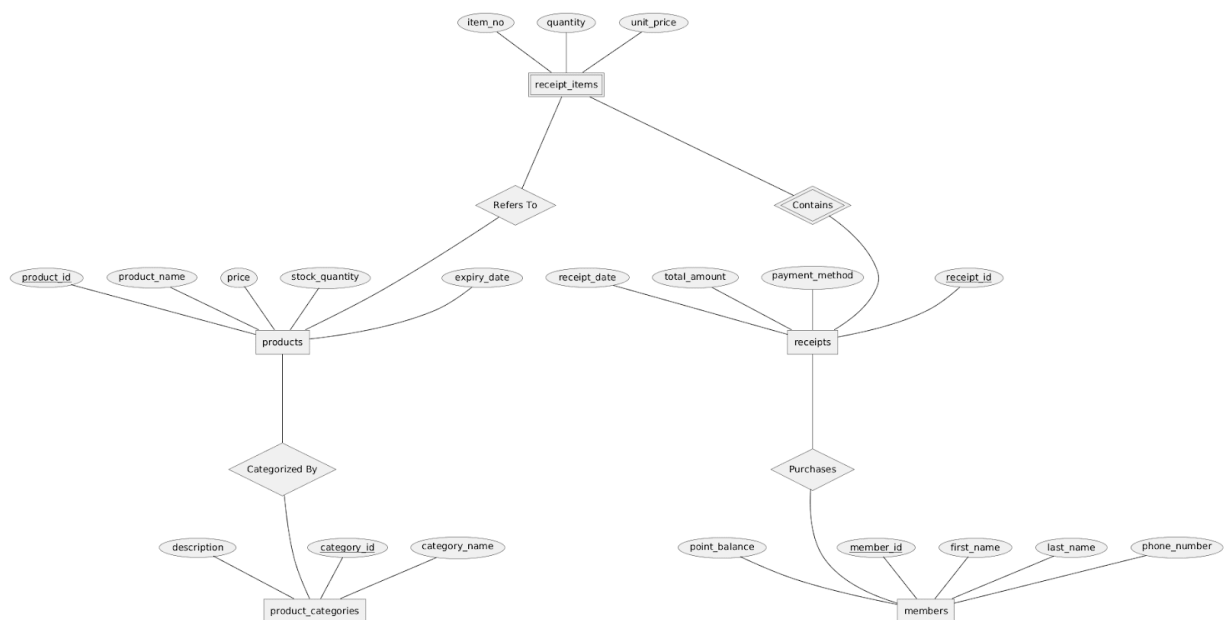 item_no
quantity
unit_price
receipt_items
Refers To
Contains
product_id
product_name
price
stock_quantity
expiry_date
receipt_date
total_amount
payment_method
receipt_id
products
receipts
Categorized By
Purchases
description
category_id
category_name
point_balance
member_id
first_name
last_name
phone_number
product_categories
members